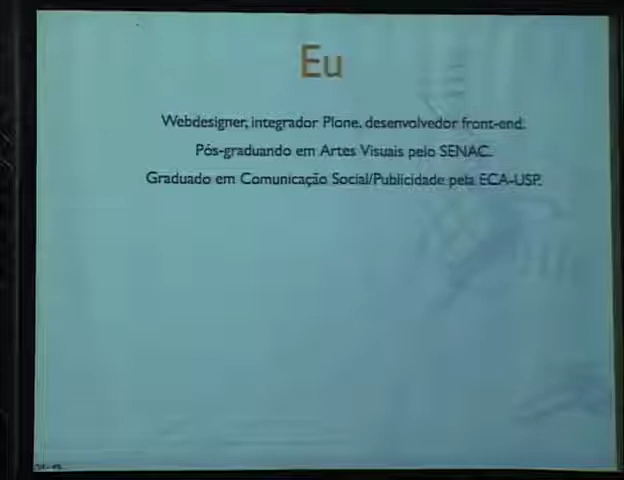 Eu
Webdesigner, integrador Plone, desenvolvedor front-end.
Pós-graduando em Artes Visuais pelo SENAC.
Graduado em Comunicação Social/Publicidade pela ECA-USP.